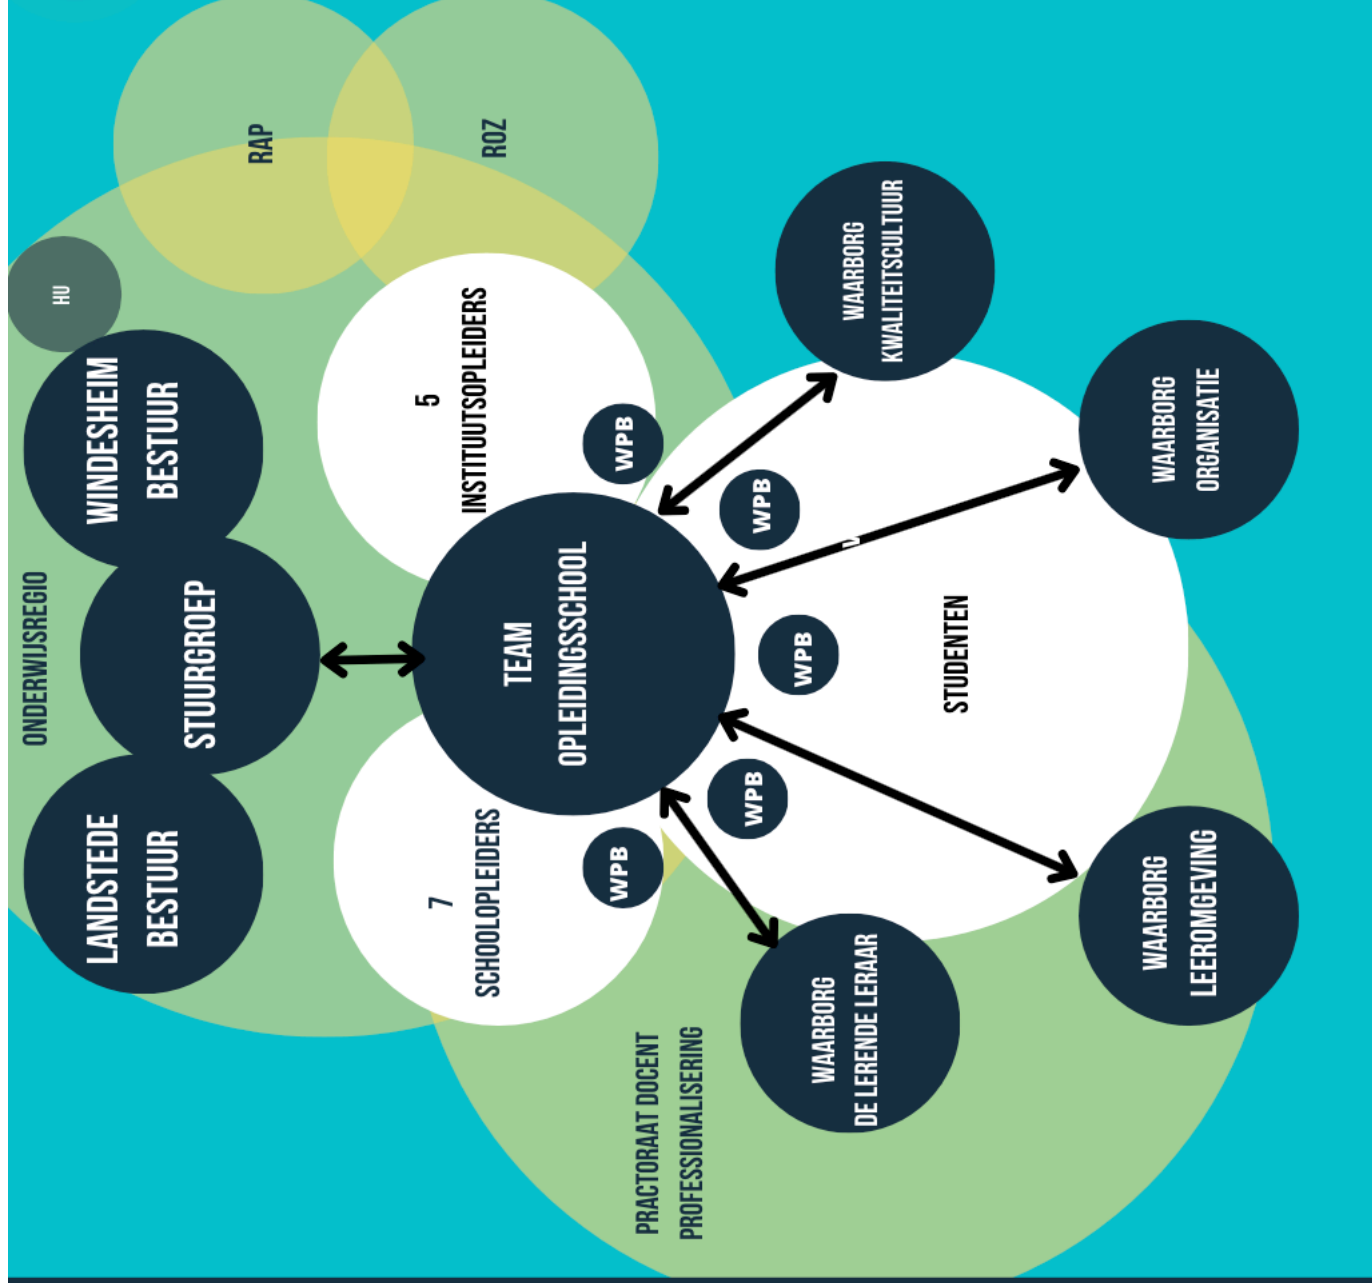 ONDERWIJSREGIO
HU
LANDSTEDE
BESTUUR
WINDESHEIM
BESTUUR
STUURGROEP
RAP
7
SCHOOLOPLEIDERS
5
INSTITUUTSOPLEIDERS
ROZ
TEAM
OPLEIDINGSSCHOOL
WPB
WPB
PRACTORAAT DOCENT
PROFESSIONALISERING
WPB
WPB
WPB
WAARBORG
DE LERENDE LERAAR
WAARBORG
KWALITEITSCULTUUR
STUDENTEN
WAARBORG
LEEROMGEVING
WAARBORG
ORGANISATIE